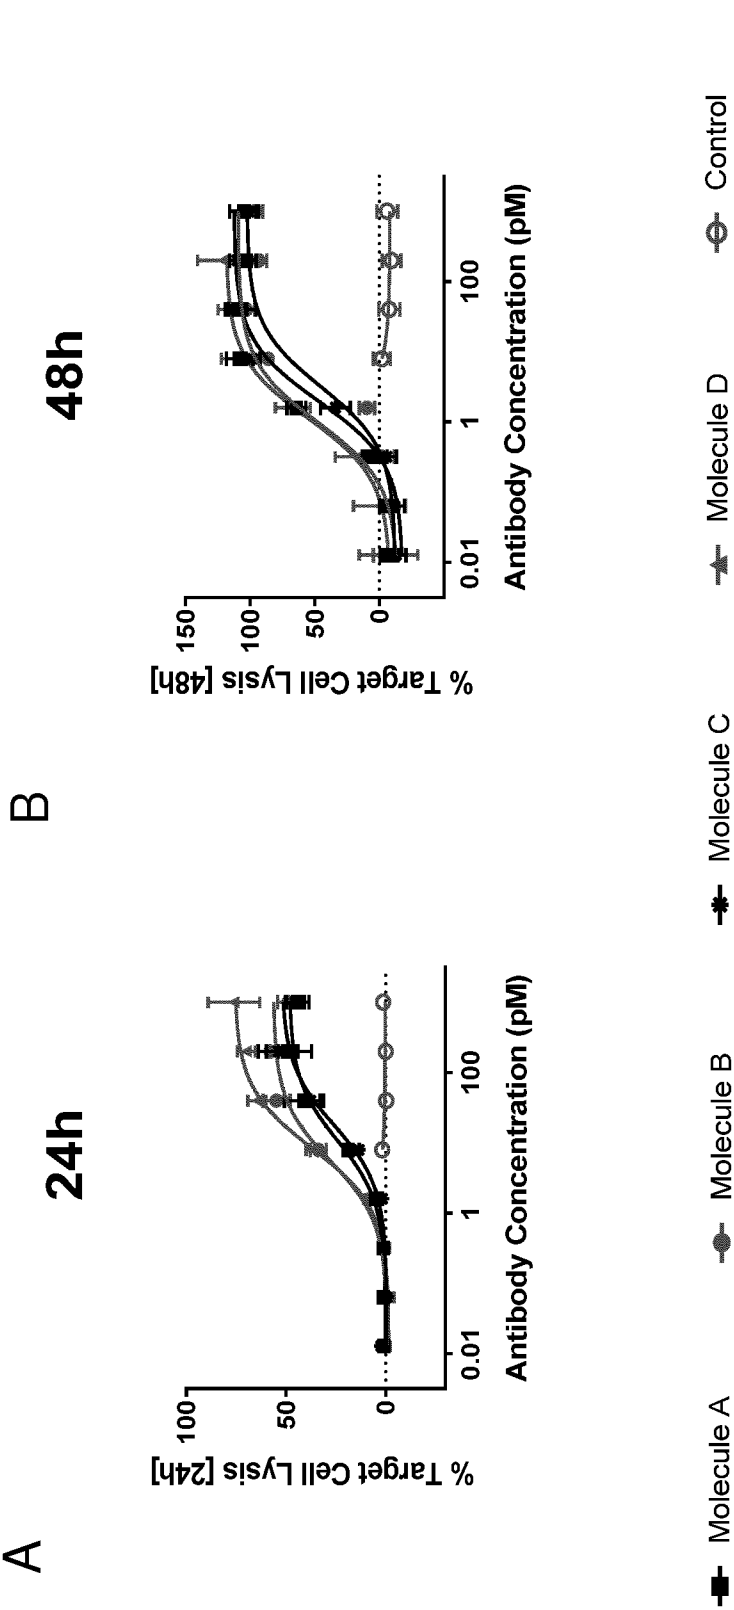 A
24h
% Target Cell Lysis [24h]
100
50
0
0.01
1
100
Antibody Concentration (pM)
B
48h
% Target Cell Lysis [48h]
150
100
50
0
0.01
1
100
Antibody Concentration (pM)
Molecule A
Molecule B
Molecule C
Molecule D
Control